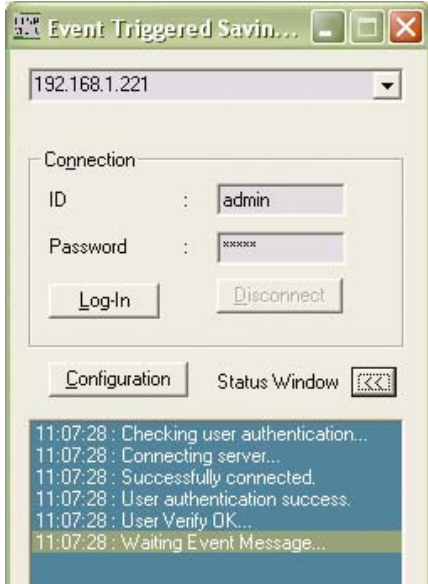 Event Triggered Savin...
192.168.1.221
Connection
ID : admin
Password : *****
Log-In Disconnect
Configuration Status Window <<
11:07:28 : Checking user authentication...
11:07:28 : Connecting server...
11:07:28 : Successfully connected.
11:07:28 : User authentication success.
11:07:28 : User Verify OK...
11:07:28 : Waiting Event Message...